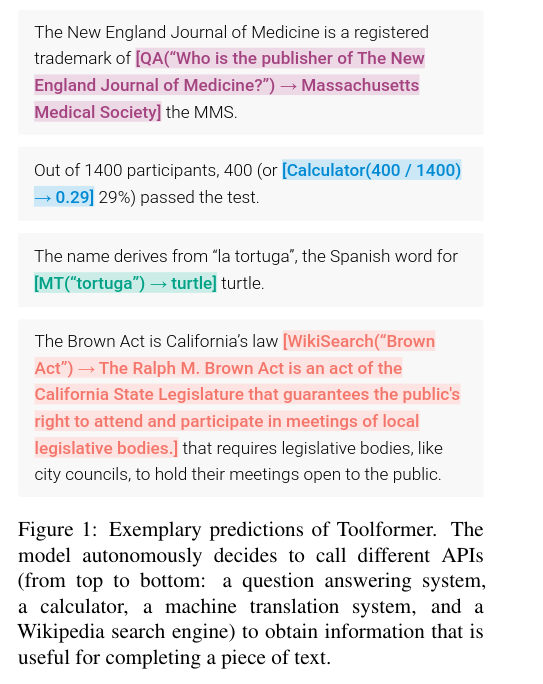 The New England Journal of Medicine is a registered
trademark of [QA(“Who is the publisher of The New
England Journal of Medicine?”) → Massachusetts
Medical Society] the MMS.
Out of 1400 participants, 400 (or [Calculator(400 / 1400)
→ 0.29] 29%) passed the test.
The name derives from “la tortuga”, the Spanish word for
[MT(“tortuga”) → turtle] turtle.
The Brown Act is California’s law [WikiSearch(“Brown
Act”) → The Ralph M. Brown Act is an act of the
California State Legislature that guarantees the public's
right to attend and participate in meetings of local
legislative bodies.] that requires legislative bodies, like
city councils, to hold their meetings open to the public.
Figure 1: Exemplary predictions of Toolformer. The
model autonomously decides to call different APIs
(from top to bottom: a question answering system,
a calculator, a machine translation system, and a
Wikipedia search engine) to obtain information that is
useful for completing a piece of text.